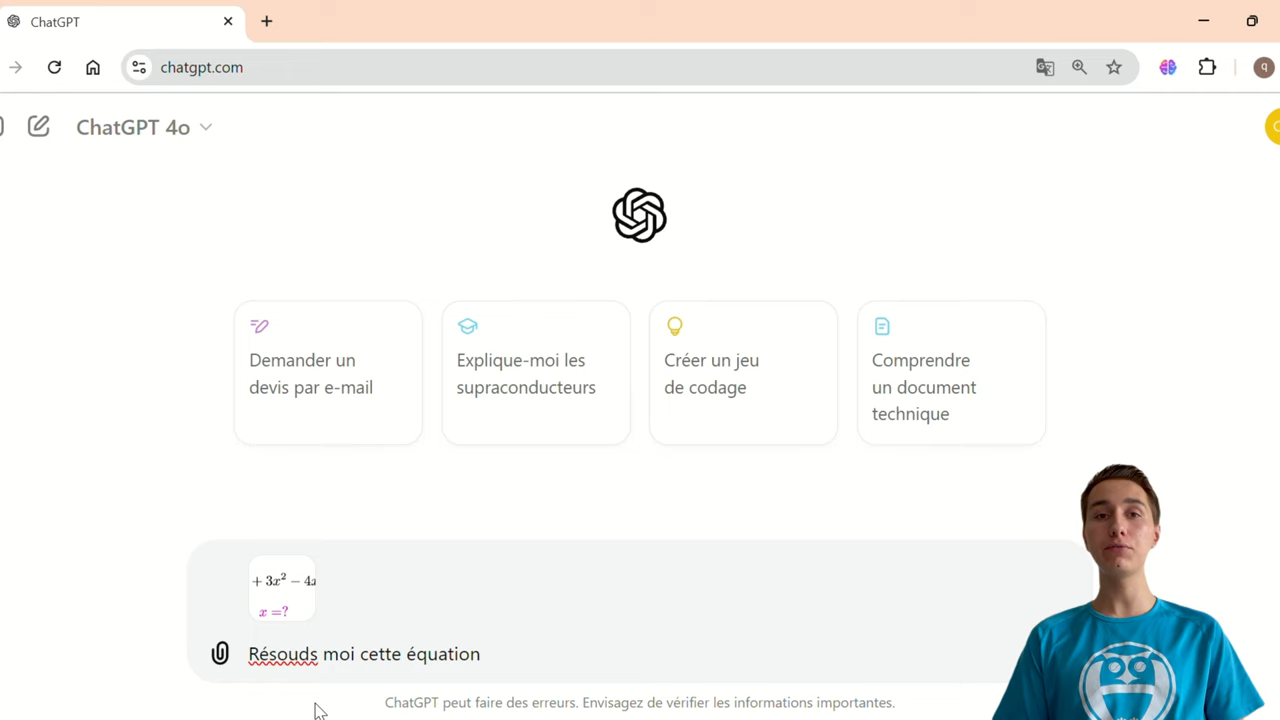 ChatGPT
chatgpt.com
q
ChatGPT 4o
Demander un
devis par e-mail
Explique-moi les
supraconducteurs
Créer un jeu
de codage
Comprendre
un document
technique
+ 3x² − 4x
x =?
Résouds moi cette équation
ChatGPT peut faire des erreurs. Envisagez de vérifier les informations importantes.